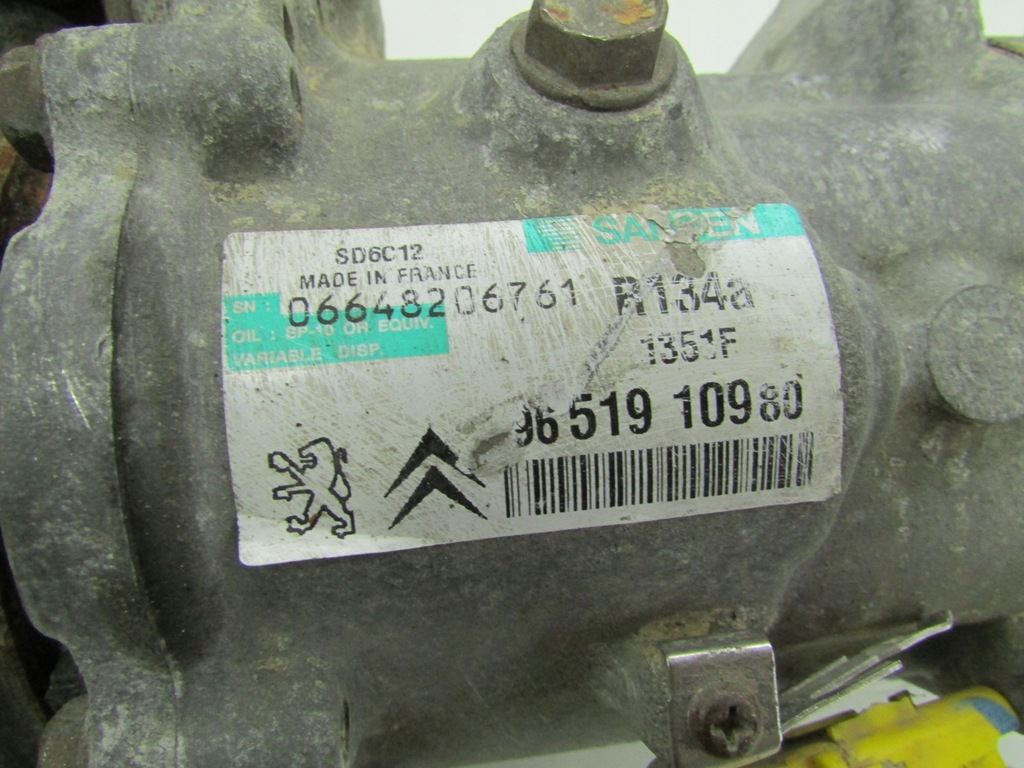 SANDEN
SD6C12
MADE IN FRANCE
SN : 06648206761 R134a
OIL : SP-10 OR EQUIV. 1351F
VARIABLE DISP.
96 519 109 80